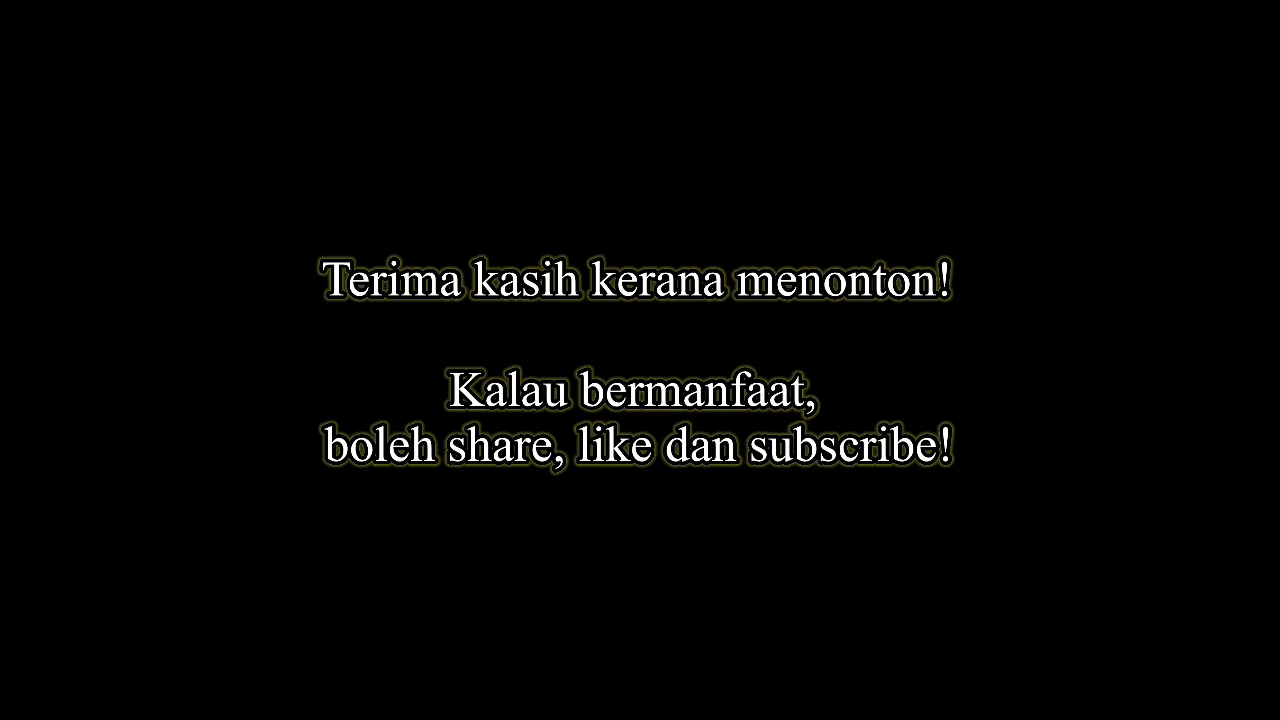 Terima kasih kerana menonton!
Kalau bermanfaat,
boleh share, like dan subscribe!